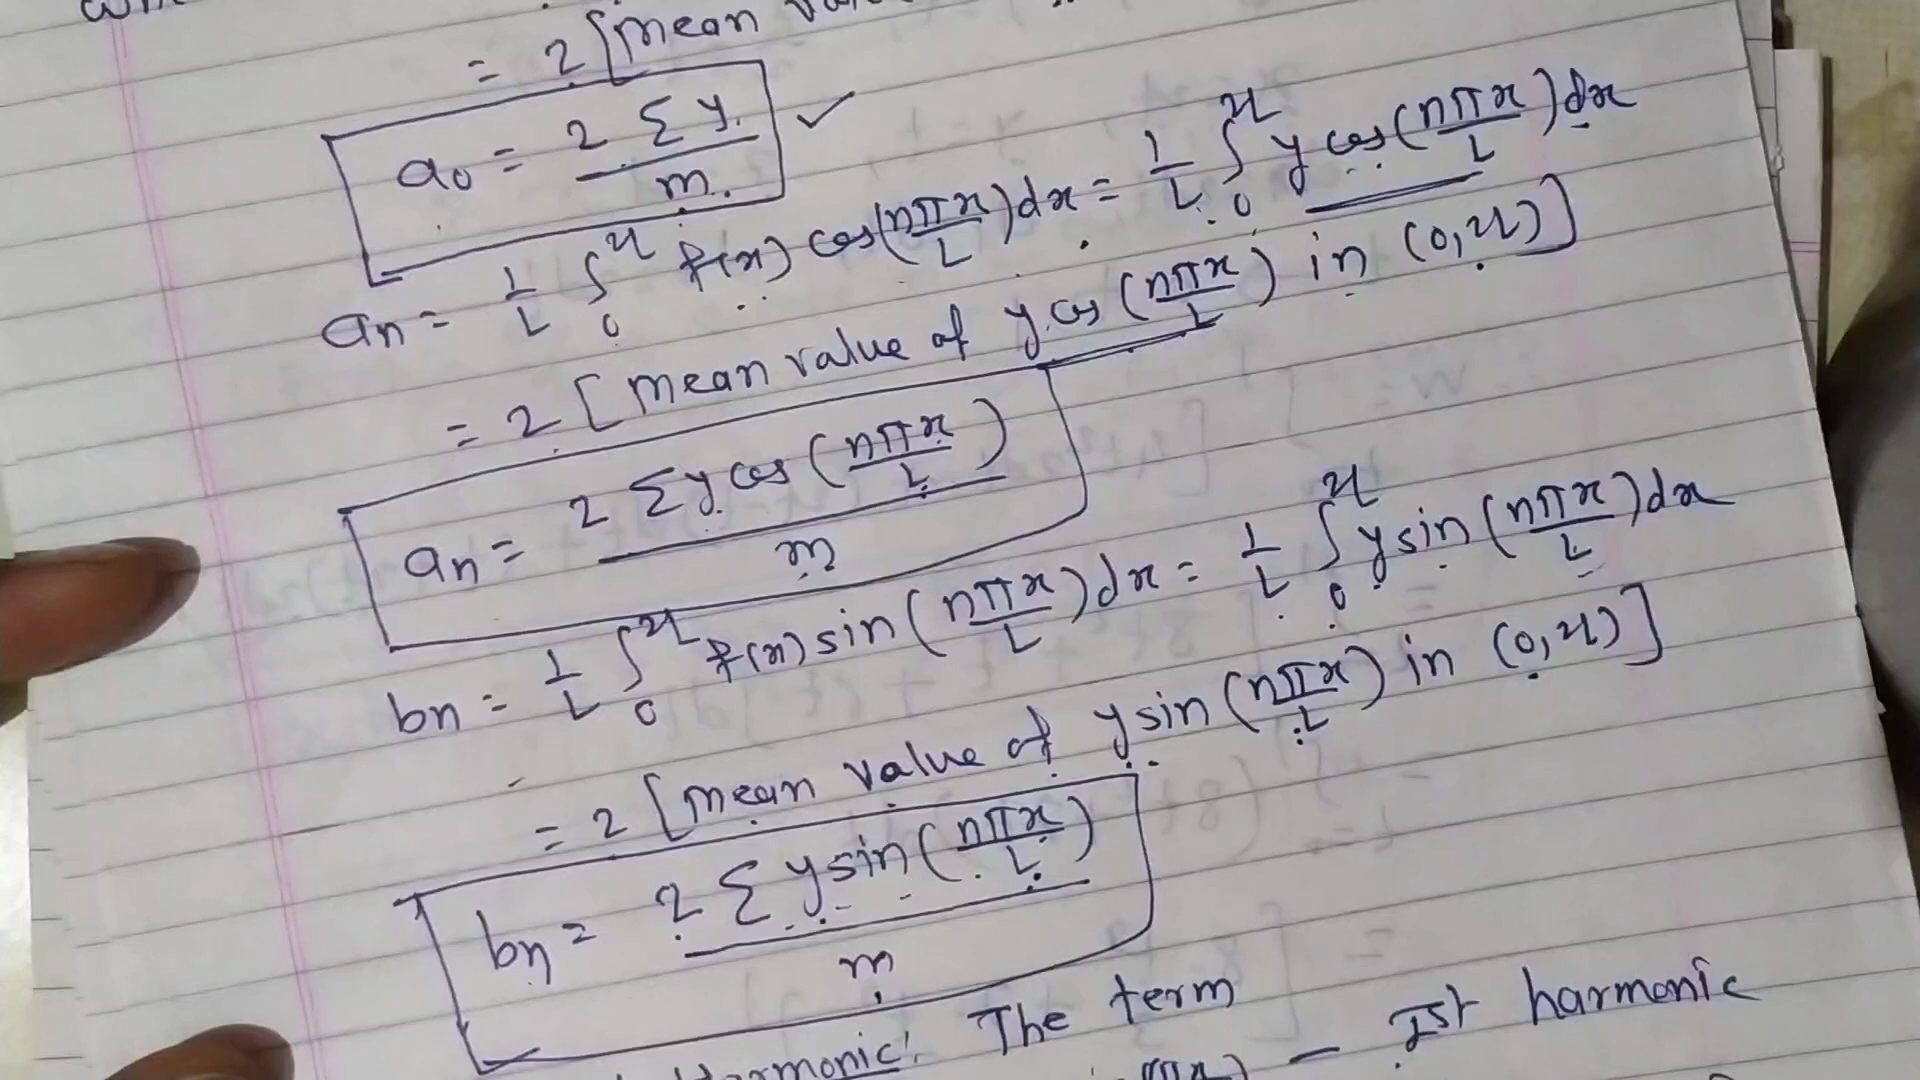 = 2 [mean
a₀ = 2 Σ y / m ✓
aₙ = 1/L ∫₀²ᴸ f(x) cos(nπx/L) dx = 1/L ∫₀²ᴸ y cos(nπx/L) dx
= 2 [mean value of y cos (nπx/L) in (0, 2L)]
aₙ = 2 Σ y cos (nπx/L) / m
bₙ = 1/L ∫₀²ᴸ f(x) sin (nπx/L) dx = 1/L ∫₀²ᴸ y sin (nπx/L) dx
= 2 [mean value of y sin (nπx/L) in (0, 2L)]
bₙ = 2 Σ y sin (nπx/L) / m
Harmonic: The term
– Ist harmonic